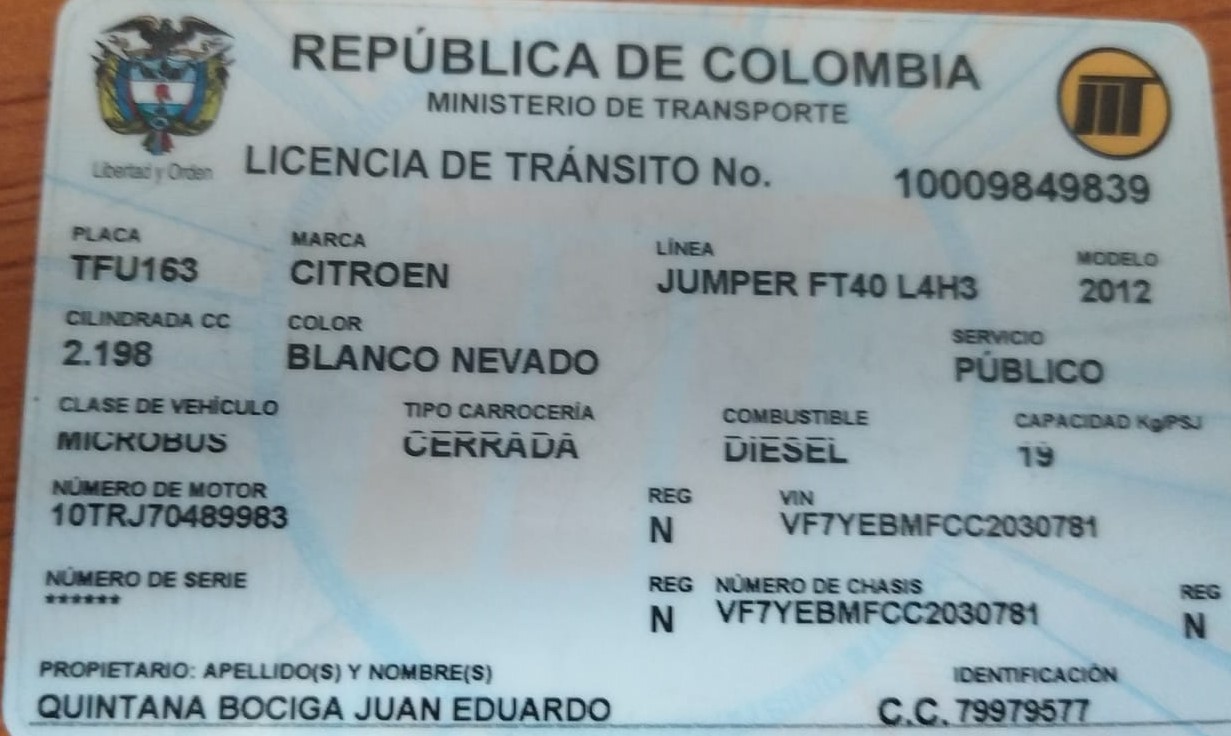 REPÚBLICA DE COLOMBIA
MINISTERIO DE TRANSPORTE
Libertad y Orden
LICENCIA DE TRÁNSITO No. 10009849839
PLACA MARCA LÍNEA MODELO
TFU163 CITROEN JUMPER FT40 L4H3 2012
CILINDRADA CC COLOR SERVICIO
2.198 BLANCO NEVADO PÚBLICO
CLASE DE VEHÍCULO TIPO CARROCERÍA COMBUSTIBLE CAPACIDAD Kg/PSJ
MICROBUS CERRADA DIESEL 19
NÚMERO DE MOTOR REG VIN
10TRJ70489983 N VF7YEBMFCC2030781
NÚMERO DE SERIE REG NÚMERO DE CHASIS REG
****** N VF7YEBMFCC2030781 N
PROPIETARIO: APELLIDO(S) Y NOMBRE(S) IDENTIFICACIÓN
QUINTANA BOCIGA JUAN EDUARDO C.C. 79979577